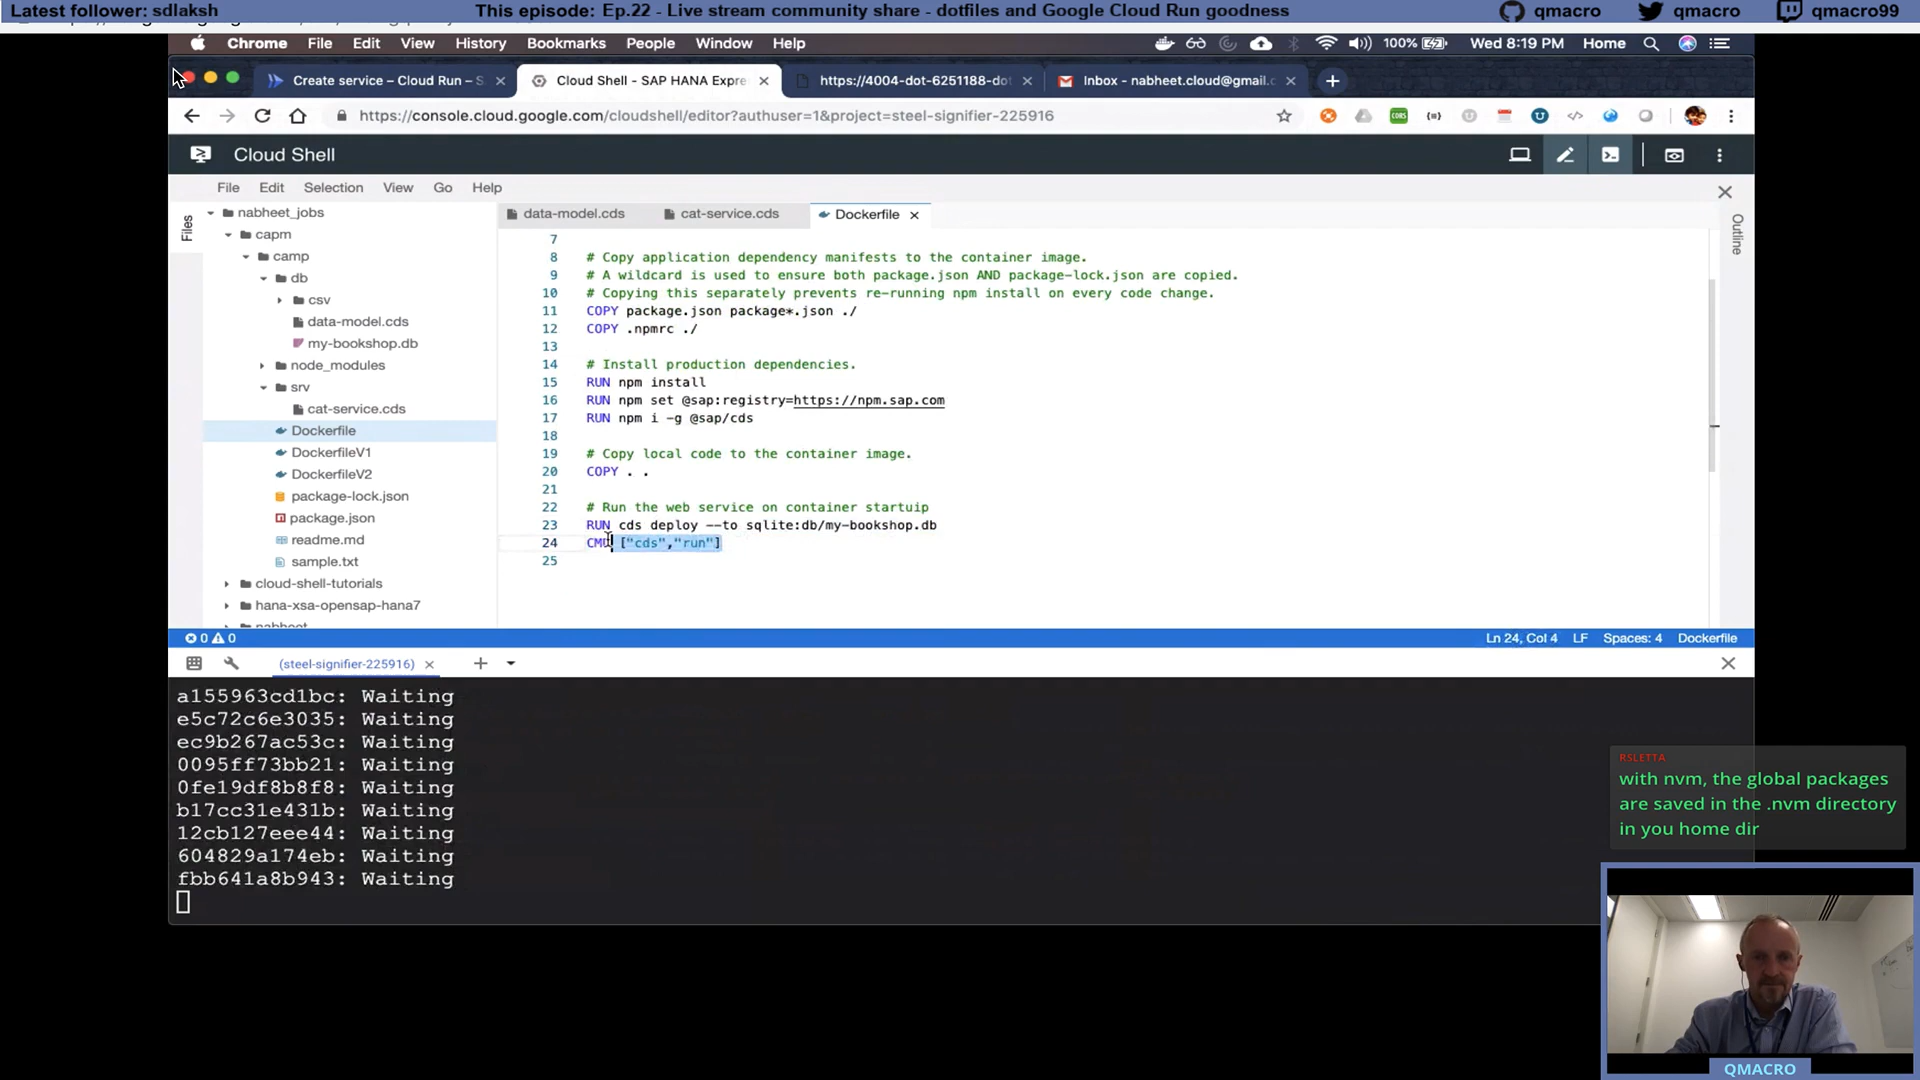 Latest follower: sdlaksh
This episode: Ep.22 - Live stream community share - dotfiles and Google Cloud Run goodness
qmacro
qmacro
qmacro99
Chrome File Edit View History Bookmarks People Window Help
100% Wed 8:19 PM Home
Create service – Cloud Run – S
Cloud Shell - SAP HANA Expre
https://4004-dot-6251188-dot
Inbox - nabheet.cloud@gmail.c
https://console.cloud.google.com/cloudshell/editor?authuser=1&project=steel-signifier-225916
Cloud Shell
File Edit Selection View Go Help
Files
nabheet_jobs
capm
camp
db
csv
data-model.cds
my-bookshop.db
node_modules
srv
cat-service.cds
Dockerfile
DockerfileV1
DockerfileV2
package-lock.json
package.json
readme.md
sample.txt
cloud-shell-tutorials
hana-xsa-opensap-hana7
nabheet
data-model.cds
cat-service.cds
Dockerfile
Outline
7
8 # Copy application dependency manifests to the container image.
9 # A wildcard is used to ensure both package.json AND package-lock.json are copied.
10 # Copying this separately prevents re-running npm install on every code change.
11 COPY package.json package*.json ./
12 COPY .npmrc ./
13
14 # Install production dependencies.
15 RUN npm install
16 RUN npm set @sap:registry=https://npm.sap.com
17 RUN npm i -g @sap/cds
18
19 # Copy local code to the container image.
20 COPY . .
21
22 # Run the web service on container startuip
23 RUN cds deploy --to sqlite:db/my-bookshop.db
24 CMD ["cds","run"]
25
0 0
Ln 24, Col 4 LF Spaces: 4 Dockerfile
(steel-signifier-225916)
a155963cd1bc: Waiting
e5c72c6e3035: Waiting
ec9b267ac53c: Waiting
0095ff73bb21: Waiting
0fe19df8b8f8: Waiting
b17cc31e431b: Waiting
12cb127eee44: Waiting
604829a174eb: Waiting
fbb641a8b943: Waiting
RSLETTA
with nvm, the global packages
are saved in the .nvm directory
in you home dir
QMACRO